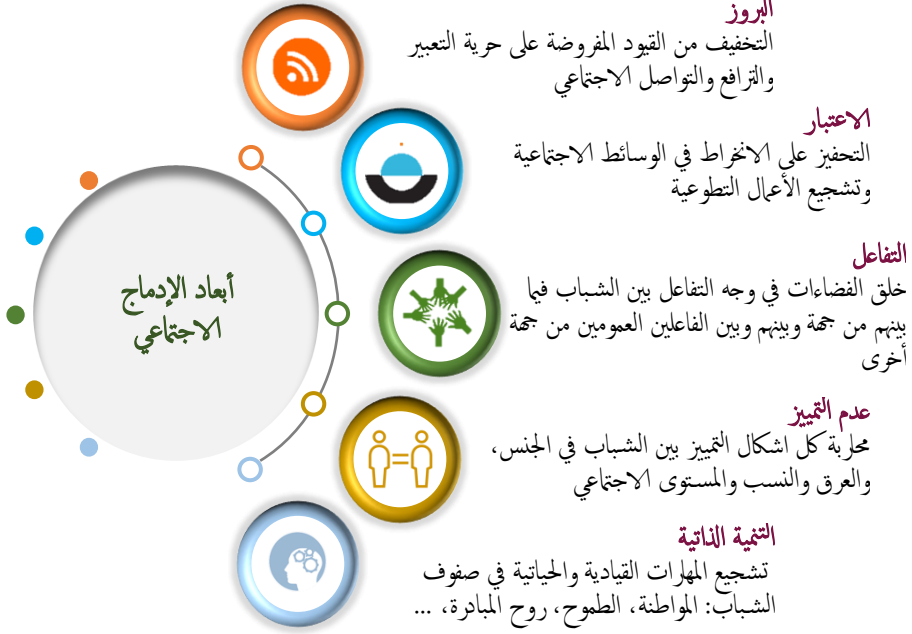 البروز
التخفيف من القيود المفروضة على حرية التعبير
والترافع والتواصل الاجتماعي
الاعتبار
التحفيز على الانخراط في الوسائط الاجتماعية
وتشجيع الأعمال التطوعية
التفاعل
خلق الفضاءات في وجه التفاعل بين الشباب فيما
بينهم من جهة وبينهم وبين الفاعلين العمومين من جهة
أخرى
أبعاد الإدماج
الاجتماعي
عدم التمييز
محاربة كل اشكال التمييز بين الشباب في الجنس،
والعرق والنسب والمستوى الاجتماعي
التنمية الذاتية
تشجيع المهارات القيادية والحياتية في صفوف
الشباب: المواطنة، الطموح، روح المبادرة، ...